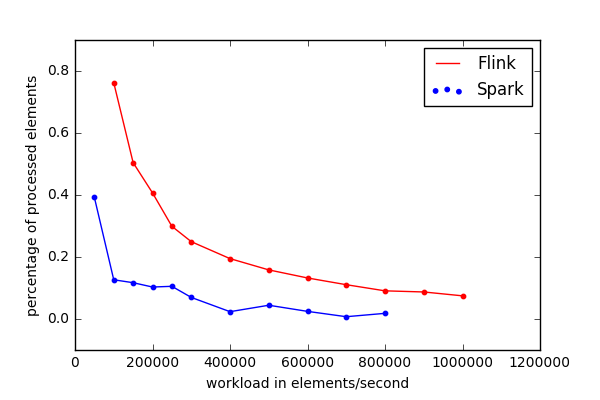 Flink
Spark
0.8
0.6
0.4
0.2
0.0
percentage of processed elements
0 200000 400000 600000 800000 1000000 1200000
workload in elements/second